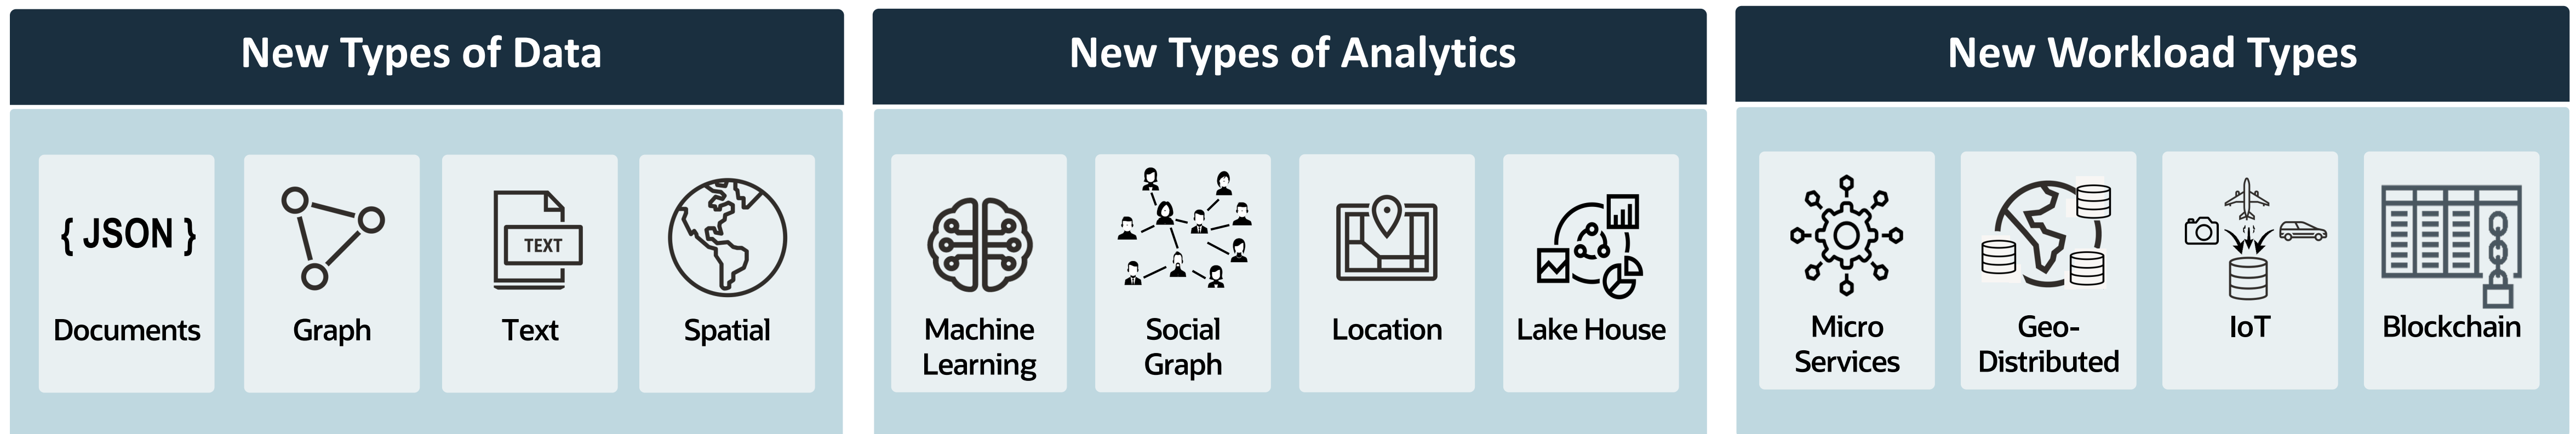 New Types of Data
{ JSON }
Documents
Graph
TEXT
Text
Spatial
New Types of Analytics
Machine
Learning
Social
Graph
Location
Lake House
New Workload Types
Micro
Services
Geo-
Distributed
IoT
Blockchain